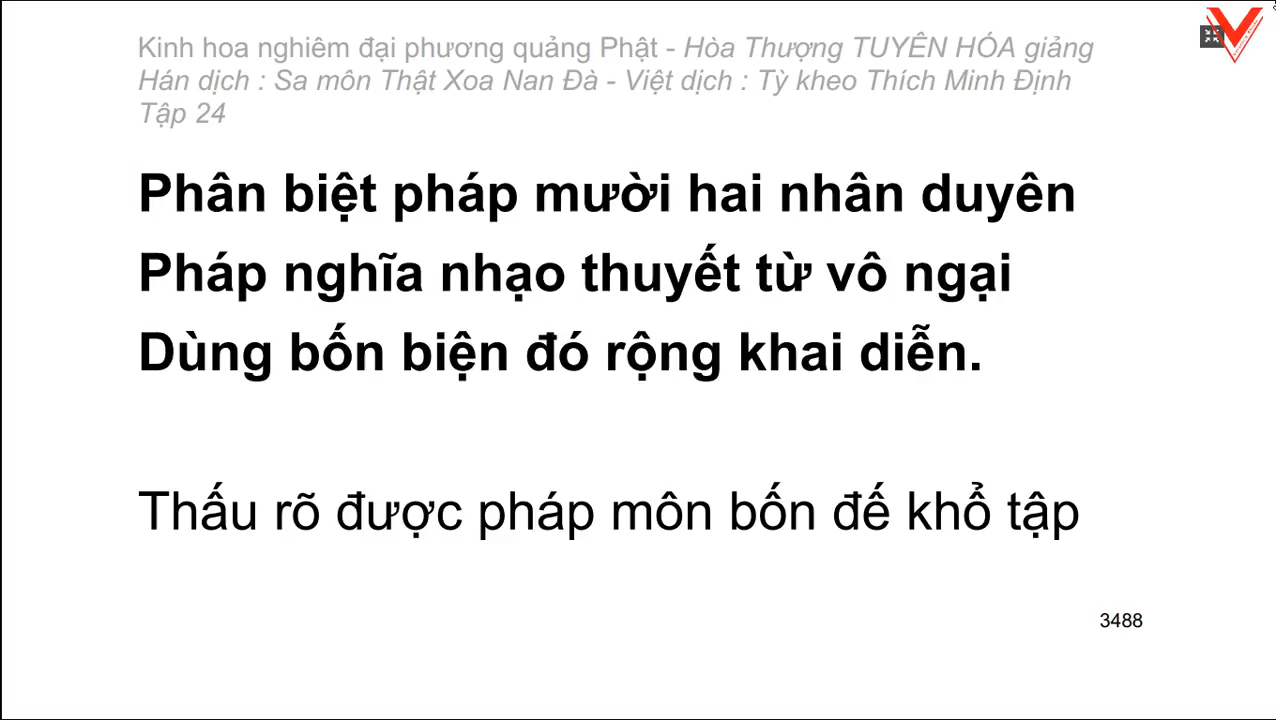 Kinh hoa nghiêm đại phương quảng Phật - Hòa Thượng TUYÊN HÓA giảng
Hán dịch : Sa môn Thật Xoa Nan Đà - Việt dịch : Tỳ kheo Thích Minh Định
Tập 24
Phân biệt pháp mười hai nhân duyên
Pháp nghĩa nhạo thuyết từ vô ngại
Dùng bốn biện đó rộng khai diễn.
Thấu rõ được pháp môn bốn đế khổ tập
3488